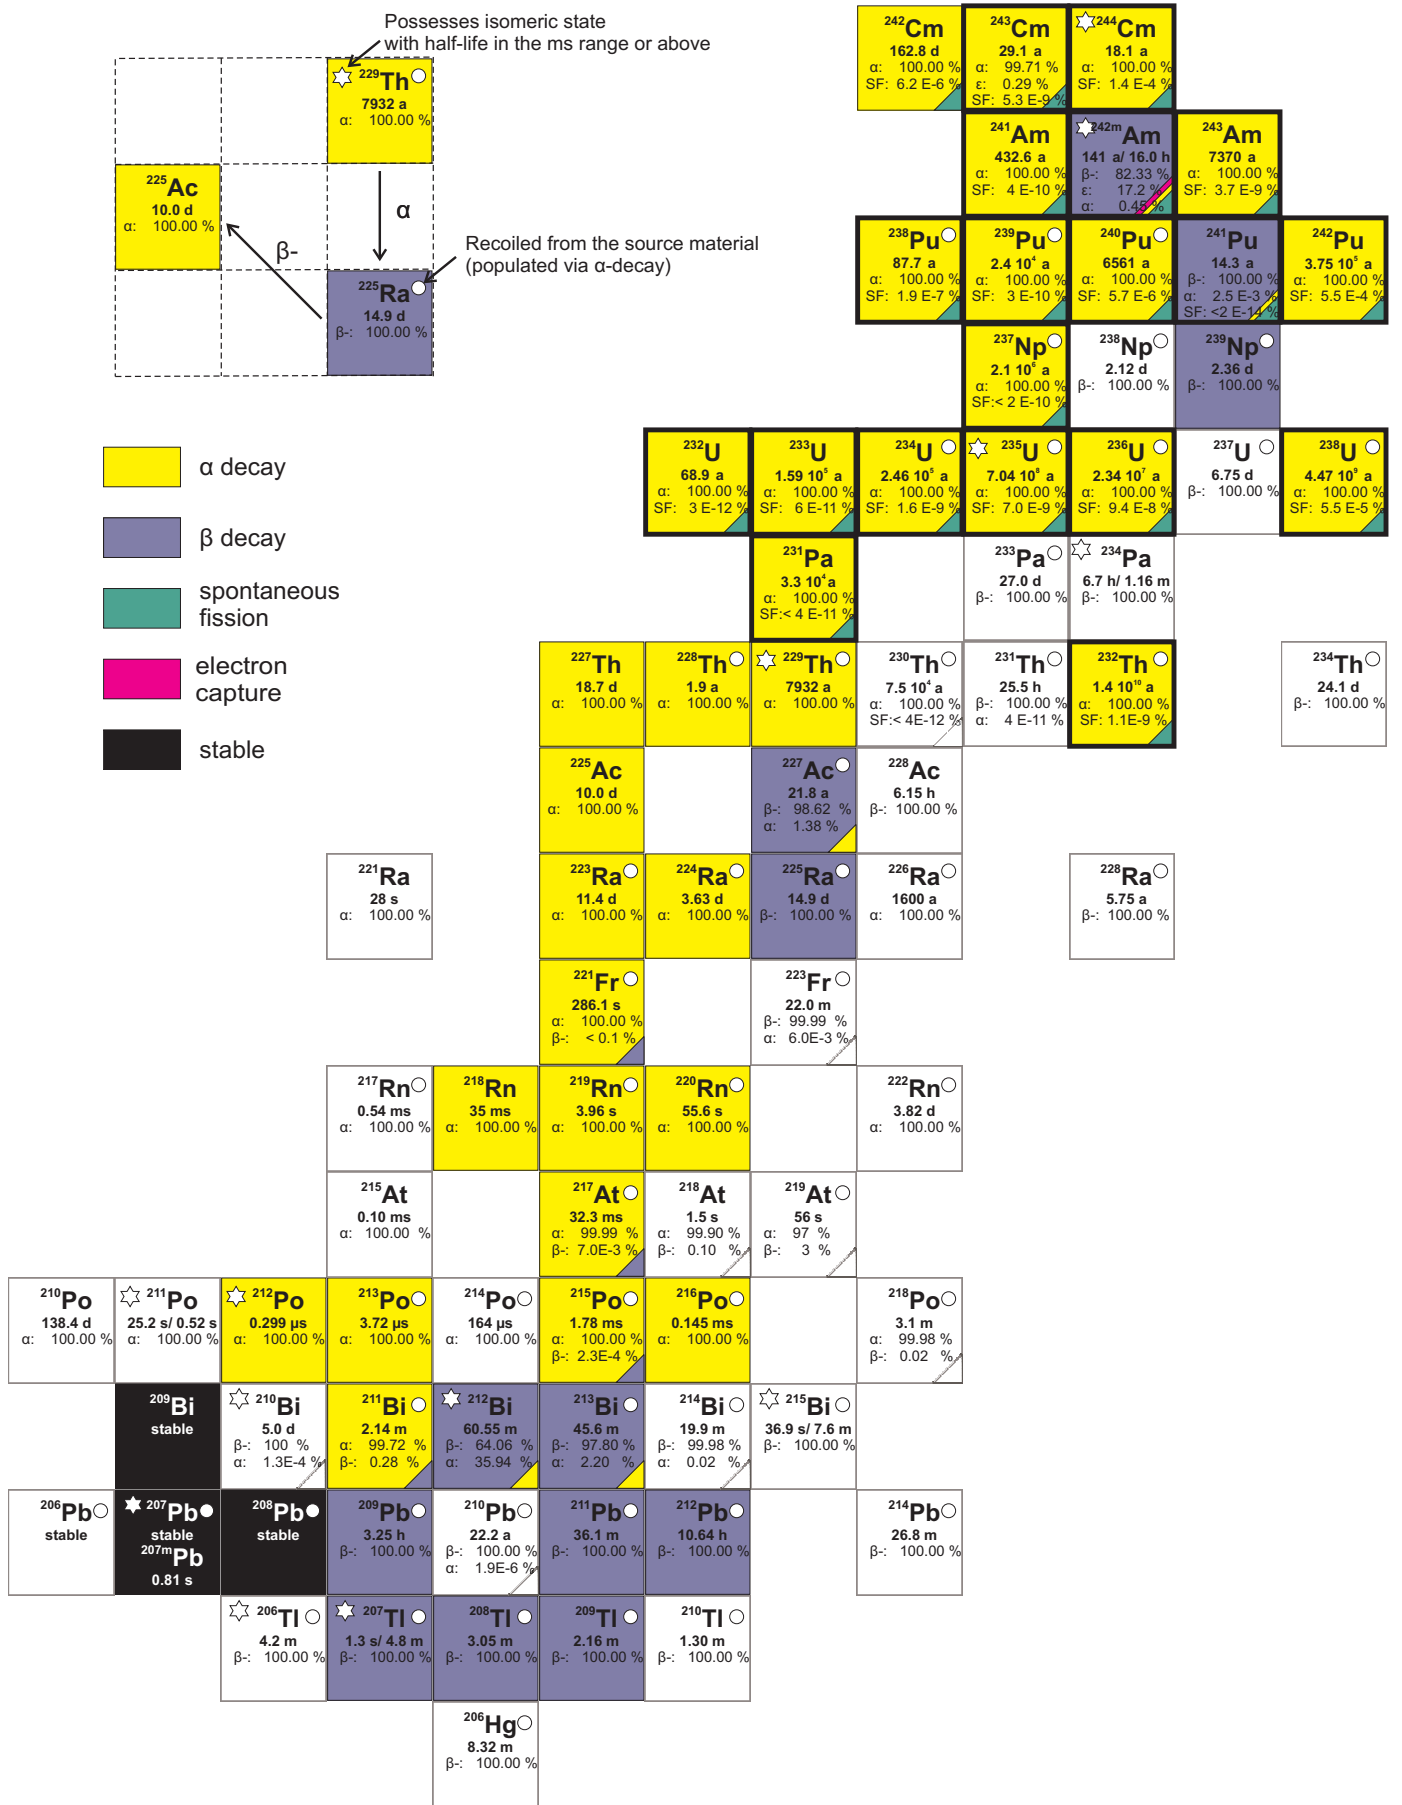 Possesses isomeric state
with half-life in the ms range or above
229Th
7932 a
α: 100.00 %
225Ac
10.0 d
α: 100.00 %
α
β-
Recoiled from the source material
(populated via α-decay)
225Ra
14.9 d
β-: 100.00 %
α decay
β decay
spontaneous
fission
electron
capture
stable
242Cm
162.8 d
α: 100.00 %
SF: 6.2 E-6 %
243Cm
29.1 a
α: 99.71 %
ε: 0.29 %
SF: 5.3 E-9 %
244Cm
18.1 a
α: 100.00 %
SF: 1.4 E-4 %
241Am
432.6 a
α: 100.00 %
SF: 4 E-10 %
242mAm
141 a/ 16.0 h
β-: 82.33 %
ε: 17.2 %
α: 0.45 %
243Am
7370 a
α: 100.00 %
SF: 3.7 E-9 %
238Pu
87.7 a
α: 100.00 %
SF: 1.9 E-7 %
239Pu
2.4 10⁴ a
α: 100.00 %
SF: 3 E-10 %
240Pu
6561 a
α: 100.00 %
SF: 5.7 E-6 %
241Pu
14.3 a
β-: 100.00 %
α: 2.5 E-3 %
SF: <2 E-14 %
242Pu
3.75 10⁵ a
α: 100.00 %
SF: 5.5 E-4 %
237Np
2.1 10⁶ a
α: 100.00 %
SF:< 2 E-10 %
238Np
2.12 d
β-: 100.00 %
239Np
2.36 d
β-: 100.00 %
232U
68.9 a
α: 100.00 %
SF: 3 E-12 %
233U
1.59 10⁵ a
α: 100.00 %
SF: 6 E-11 %
234U
2.46 10⁵ a
α: 100.00 %
SF: 1.6 E-9 %
235U
7.04 10⁸ a
α: 100.00 %
SF: 7.0 E-9 %
236U
2.34 10⁷ a
α: 100.00 %
SF: 9.4 E-8 %
237U
6.75 d
β-: 100.00 %
238U
4.47 10⁹ a
α: 100.00 %
SF: 5.5 E-5 %
231Pa
3.3 10⁴ a
α: 100.00 %
SF:< 4 E-11 %
233Pa
27.0 d
β-: 100.00 %
234Pa
6.7 h/ 1.16 m
β-: 100.00 %
227Th
18.7 d
α: 100.00 %
228Th
1.9 a
α: 100.00 %
229Th
7932 a
α: 100.00 %
230Th
7.5 10⁴ a
α: 100.00 %
SF:< 4E-12 %
231Th
25.5 h
β-: 100.00 %
α: 4 E-11 %
232Th
1.4 10¹⁰ a
α: 100.00 %
SF: 1.1E-9 %
234Th
24.1 d
β-: 100.00 %
225Ac
10.0 d
α: 100.00 %
227Ac
21.8 a
β-: 98.62 %
α: 1.38 %
228Ac
6.15 h
β-: 100.00 %
221Ra
28 s
α: 100.00 %
223Ra
11.4 d
α: 100.00 %
224Ra
3.63 d
α: 100.00 %
225Ra
14.9 d
β-: 100.00 %
226Ra
1600 a
α: 100.00 %
228Ra
5.75 a
β-: 100.00 %
221Fr
286.1 s
α: 100.00 %
β-: < 0.1 %
223Fr
22.0 m
β-: 99.99 %
α: 6.0E-3 %
217Rn
0.54 ms
α: 100.00 %
218Rn
35 ms
α: 100.00 %
219Rn
3.96 s
α: 100.00 %
220Rn
55.6 s
α: 100.00 %
222Rn
3.82 d
α: 100.00 %
215At
0.10 ms
α: 100.00 %
217At
32.3 ms
α: 99.99 %
β-: 7.0E-3 %
218At
1.5 s
α: 99.90 %
β-: 0.10 %
219At
56 s
α: 97 %
β-: 3 %
210Po
138.4 d
α: 100.00 %
211Po
25.2 s/ 0.52 s
α: 100.00 %
212Po
0.299 µs
α: 100.00 %
213Po
3.72 µs
α: 100.00 %
214Po
164 µs
α: 100.00 %
215Po
1.78 ms
α: 100.00 %
β-: 2.3E-4 %
216Po
0.145 ms
α: 100.00 %
218Po
3.1 m
α: 99.98 %
β-: 0.02 %
209Bi
stable
210Bi
5.0 d
β-: 100 %
α: 1.3E-4 %
211Bi
2.14 m
α: 99.72 %
β-: 0.28 %
212Bi
60.55 m
β-: 64.06 %
α: 35.94 %
213Bi
45.6 m
β-: 97.80 %
α: 2.20 %
214Bi
19.9 m
β-: 99.98 %
α: 0.02 %
215Bi
36.9 s/ 7.6 m
β-: 100.00 %
206Pb
stable
207Pb
stable
207mPb
0.81 s
208Pb
stable
209Pb
3.25 h
β-: 100.00 %
210Pb
22.2 a
β-: 100.00 %
α: 1.9E-6 %
211Pb
36.1 m
β-: 100.00 %
212Pb
10.64 h
β-: 100.00 %
214Pb
26.8 m
β-: 100.00 %
206Tl
4.2 m
β-: 100.00 %
207Tl
1.3 s/ 4.8 m
β-: 100.00 %
208Tl
3.05 m
β-: 100.00 %
209Tl
2.16 m
β-: 100.00 %
210Tl
1.30 m
β-: 100.00 %
206Hg
8.32 m
β-: 100.00 %